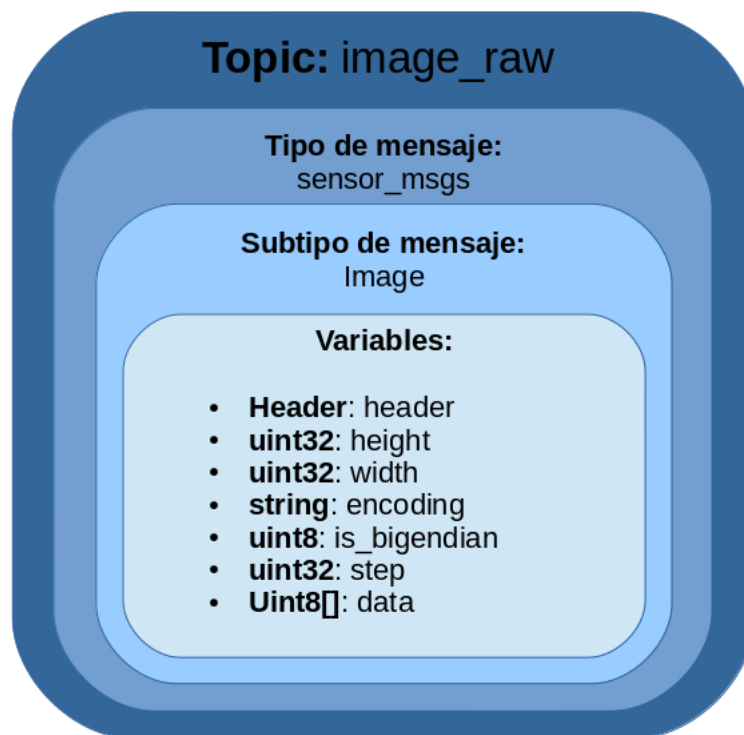 Topic: image_raw
Tipo de mensaje:
sensor_msgs
Subtipo de mensaje:
Image
Variables:
• Header: header
• uint32: height
• uint32: width
• string: encoding
• uint8: is_bigendian
• uint32: step
• Uint8[]: data